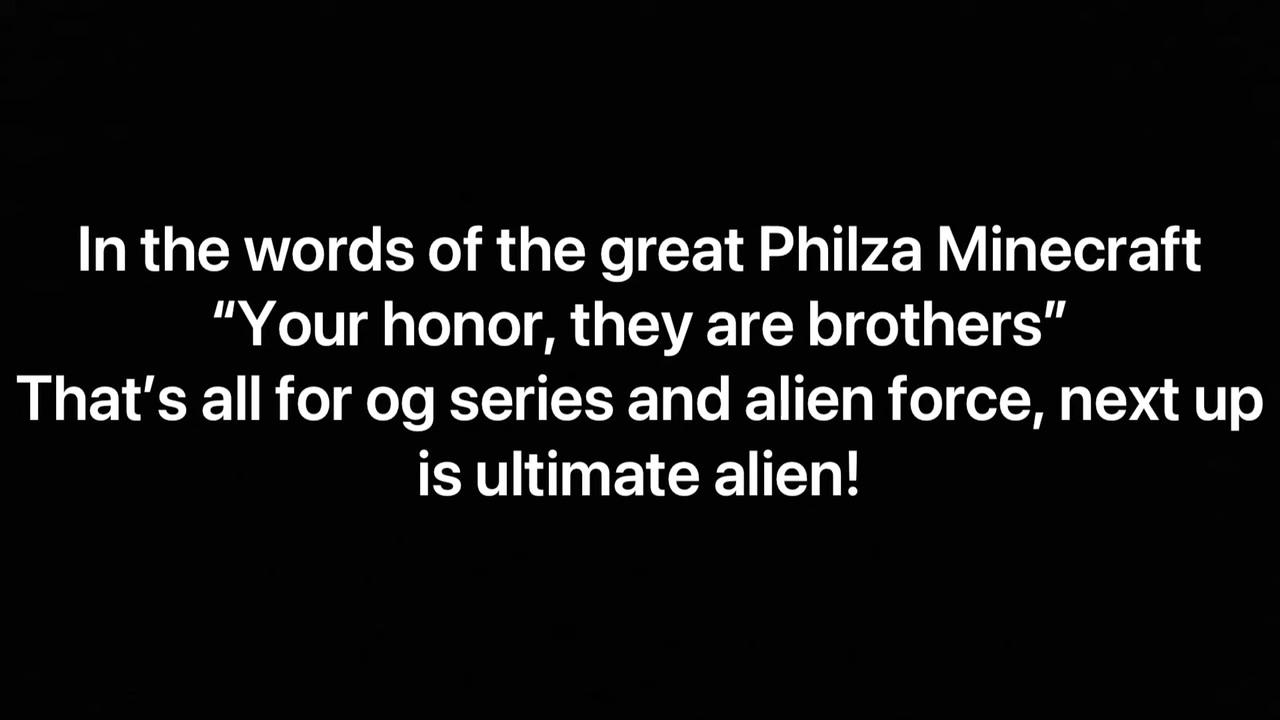 In the words of the great Philza Minecraft
“Your honor, they are brothers”
That’s all for og series and alien force, next up
is ultimate alien!